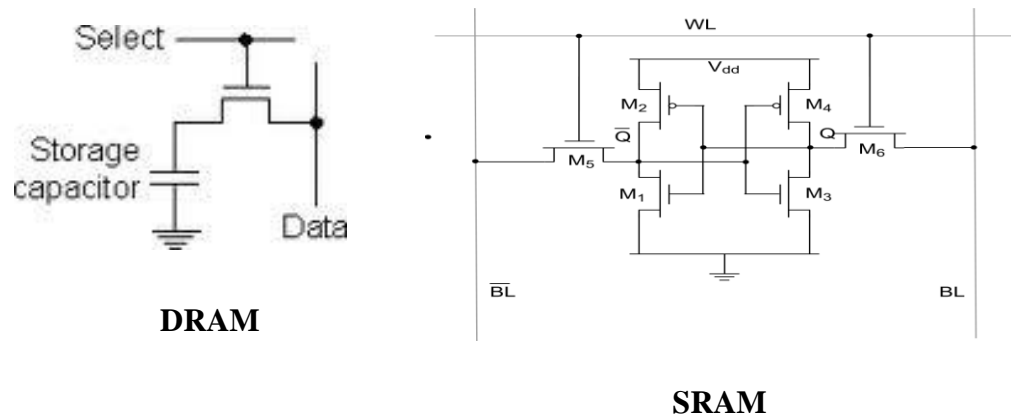 Select
Storage
capacitor
Data
DRAM
WL
Vdd
M2
M4
Q̅
Q
M5
M6
M1
M3
B̅L̅
BL
SRAM